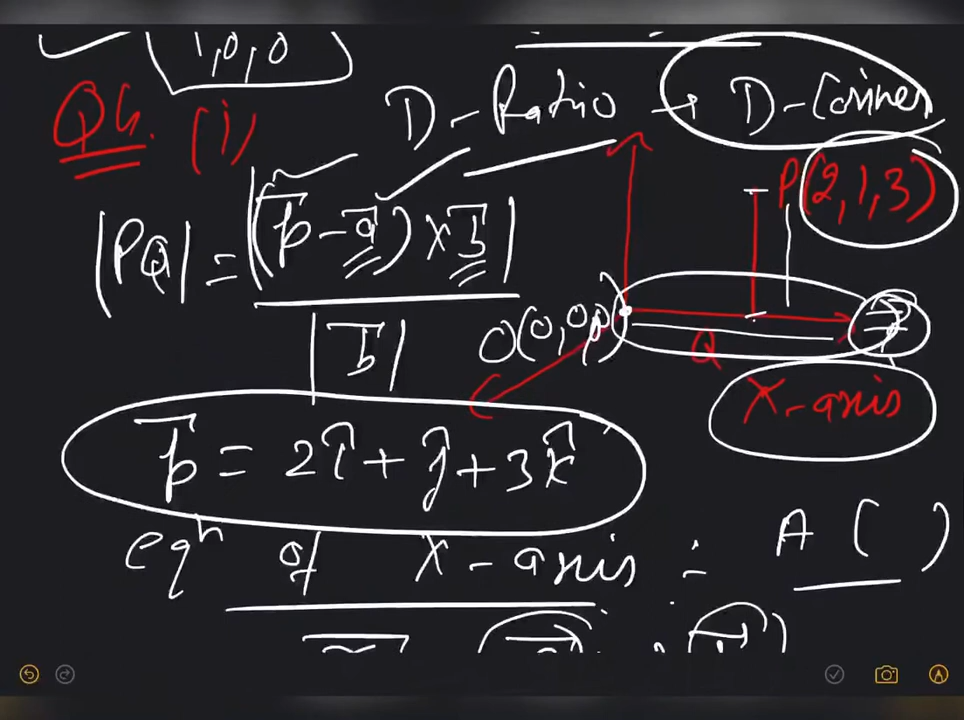 1,0,0
Q4. (i)
D-Ratio → D-Cosines
P(2,1,3)
|PQ| = |(p̄ - ā) × b̄|
|b̄|
O(0,0,0)
Q
X-axis
p̄ = 2î + ĵ + 3k̂
eqⁿ of X-axis : A ( )